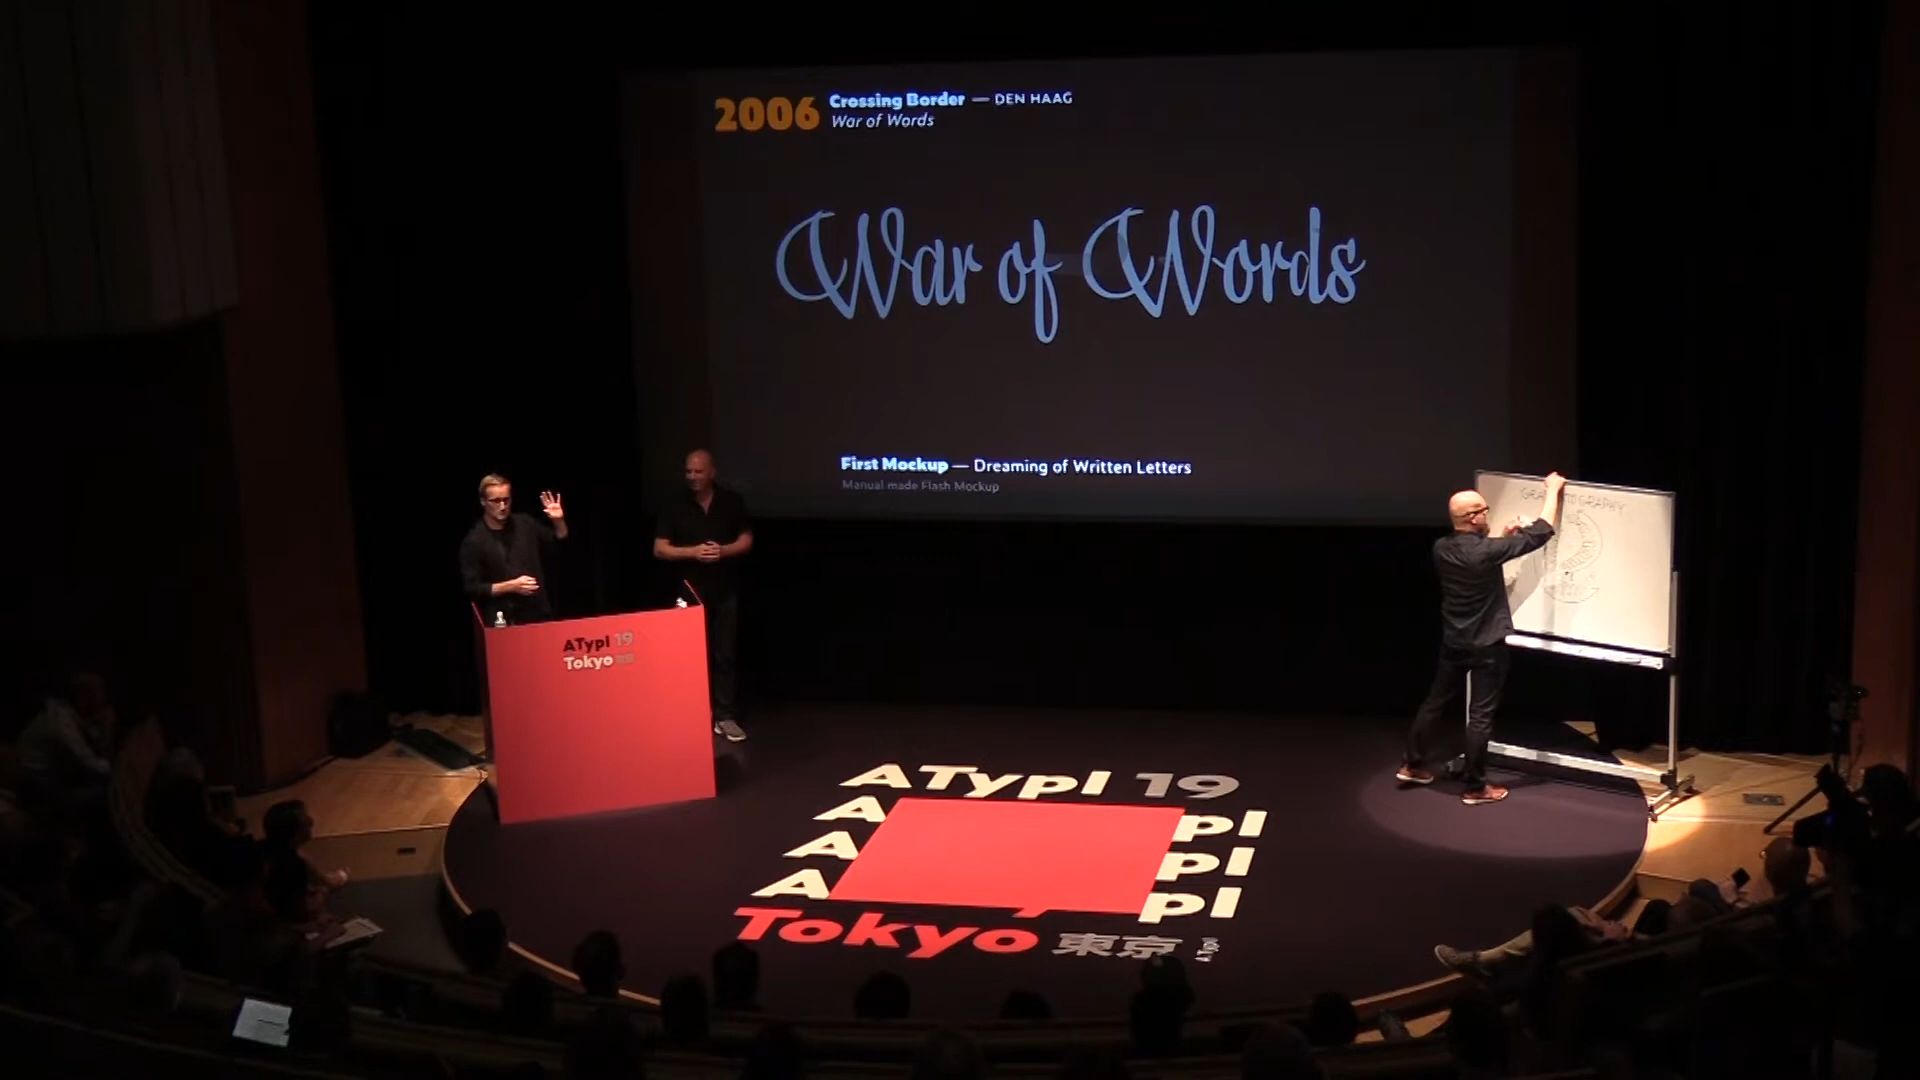 2006 Crossing Border — DEN HAAG
War of Words
War of Words
First Mockup — Dreaming of Written Letters
Manual made Flash Mockup
ATypI 19
Tokyo
ATypI 19
A pI
A pI
A pI
Tokyo 東京